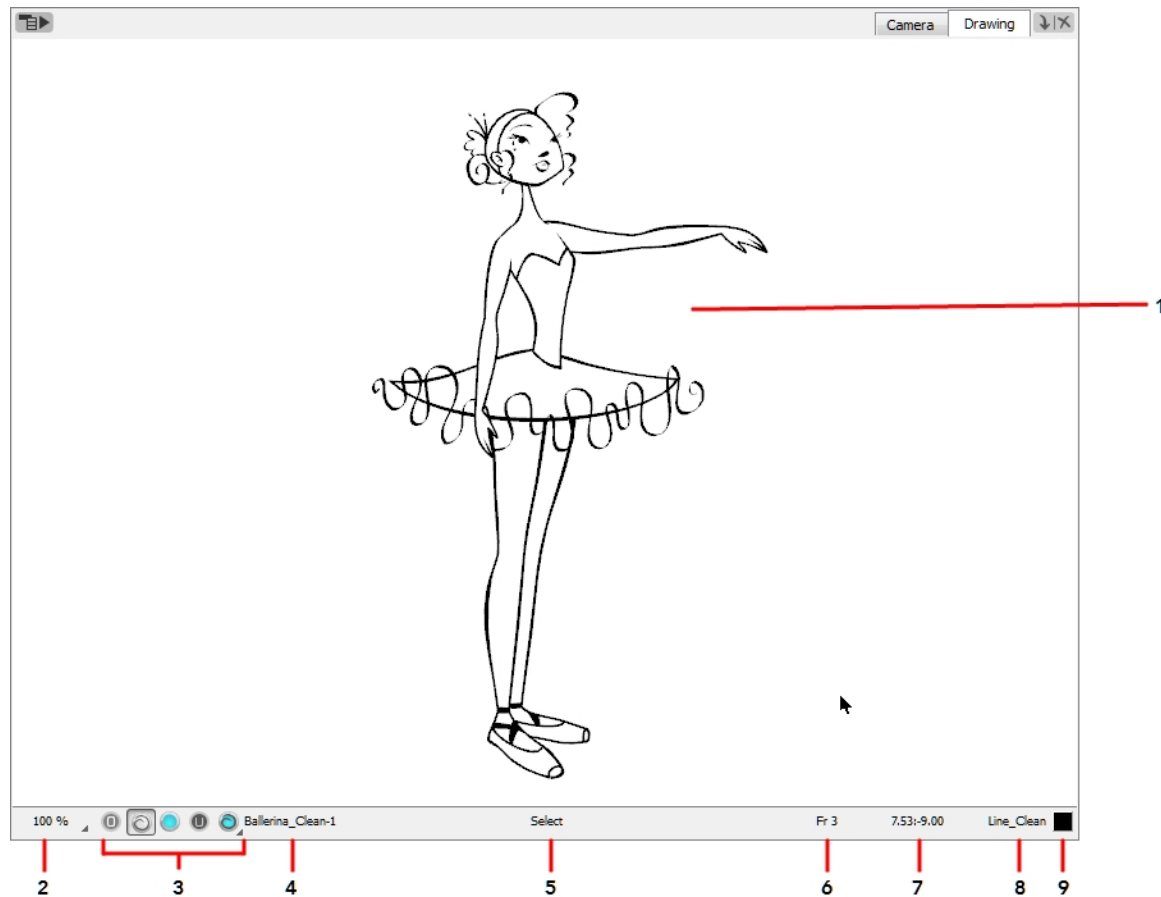 Camera Drawing
1
100 % Ballerina_Clean-1 Select Fr 3 7.53:-9.00 Line_Clean
2 3 4 5 6 7 8 9